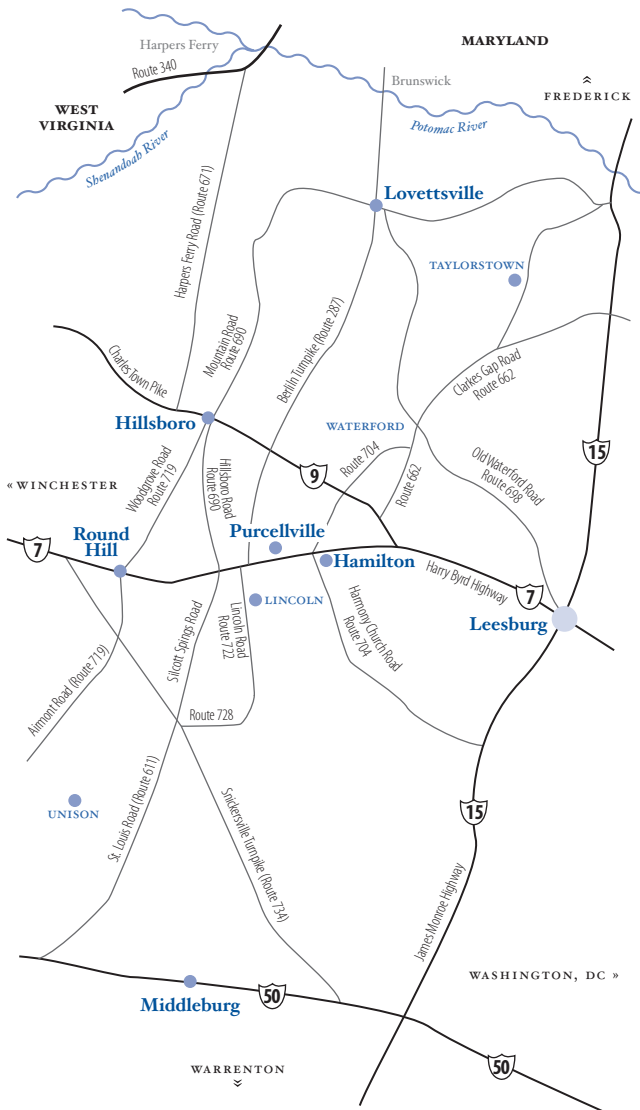 MARYLAND
Harpers Ferry
Route 340
Brunswick
FREDERICK
WEST
VIRGINIA
Potomac River
Shenandoah River
Harpers Ferry Road (Route 671)
Lovettsville
TAYLORSTOWN
Mountain Road
Route 690
Berliln Turnpike (Route 287)
Charles Town Pike
Clarkes Gap Road
Route 662
Hillsboro
WATERFORD
Route 704
15
Woodgrove Road
Route 719
Hillsboro Road
Route 690
9
Route 662
Old Waterford Road
Route 698
«WINCHESTER
Round
Hill
7
Purcellville
Hamilton
Harry Byrd Highway
7
LINCOLN
Leesburg
Silcott Springs Road
Lincoln Road
Route 722
Harmony Church Road
Route 704
Airmont Road (Route 719)
Route 728
UNISON
St. Louis Road (Route 611)
Snickersville Turnpike (Route 734)
15
James Monroe Highway
WASHINGTON, DC »
Middleburg
50
WARRENTON
50